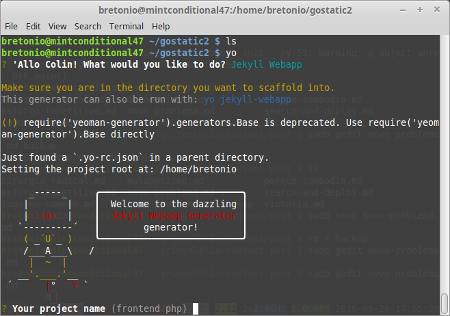 bretonio@mintconditional47:/home/bretonio/gostatic2
File Edit View Search Terminal Help
bretonio@mintconditional47 ~/gostatic2 $ ls
bretonio@mintconditional47 ~/gostatic2 $ yo
? 'Allo Colin! What would you like to do? Jekyll Webapp
Make sure you are in the directory you want to scaffold into.
This generator can also be run with: yo jekyll-webapp
(!) require('yeoman-generator').generators.Base is deprecated. Use require('yeom
an-generator').Base directly
Just found a `.yo-rc.json` in a parent directory.
Setting the project root at: /home/bretonio
Welcome to the dazzling
Jekyll Webapp Generator
generator!
? Your project name (frontend php)